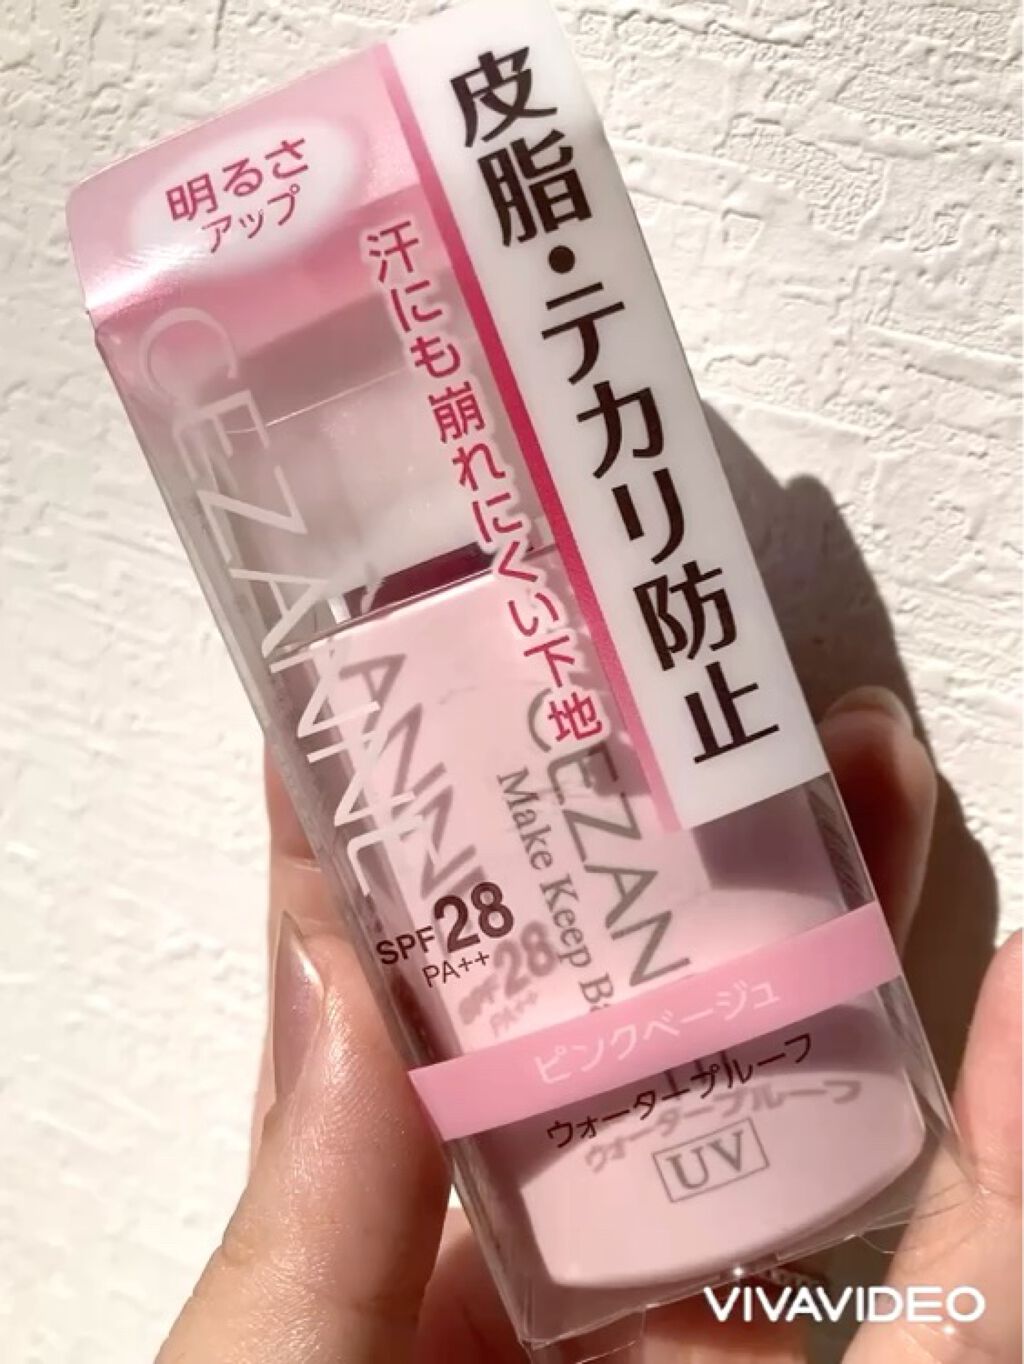 明るさ
アップ
皮脂・テカリ防止
汗にも崩れにくい下地
CEZANNE
CEZAN
Make Keep Ba
SPF28
PA++
ピンクベージュ
ウォータープルーフ
UV
VIVAVIDEO